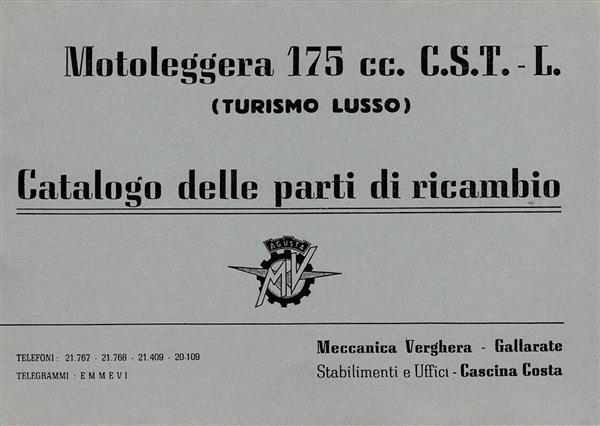 Motoleggera 175 cc. C.S.T. - L.
(TURISMO LUSSO)
Catalogo delle parti di ricambio
AGUSTA
MV
TELEFONI : 21.767 - 21.768 - 21.409 - 20-109
TELEGRAMMI : E M M E V I
Meccanica Verghera - Gallarate
Stabilimenti e Uffici - Cascina Costa